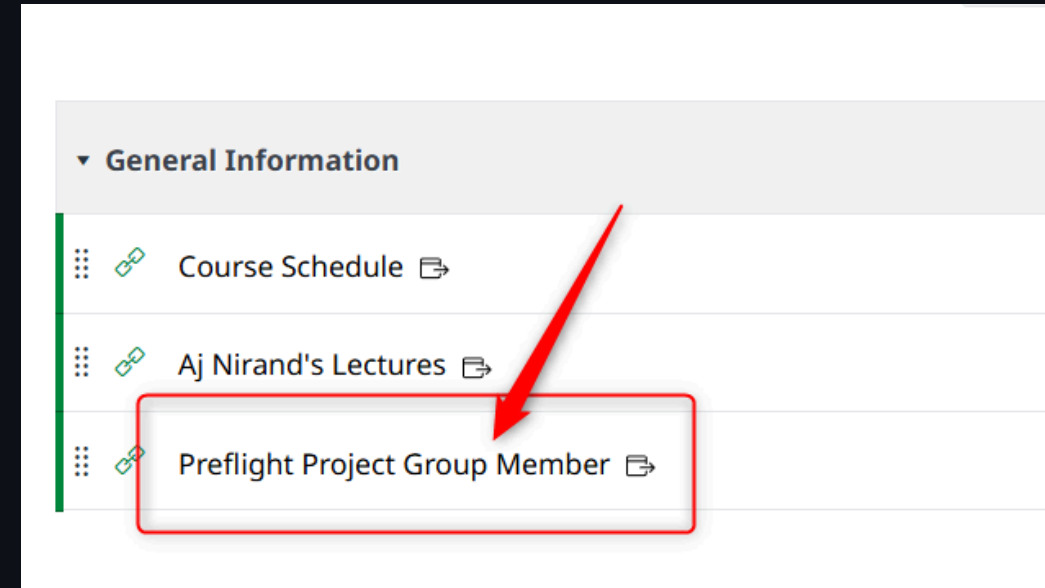 General Information
Course Schedule
Aj Nirand's Lectures
Preflight Project Group Member